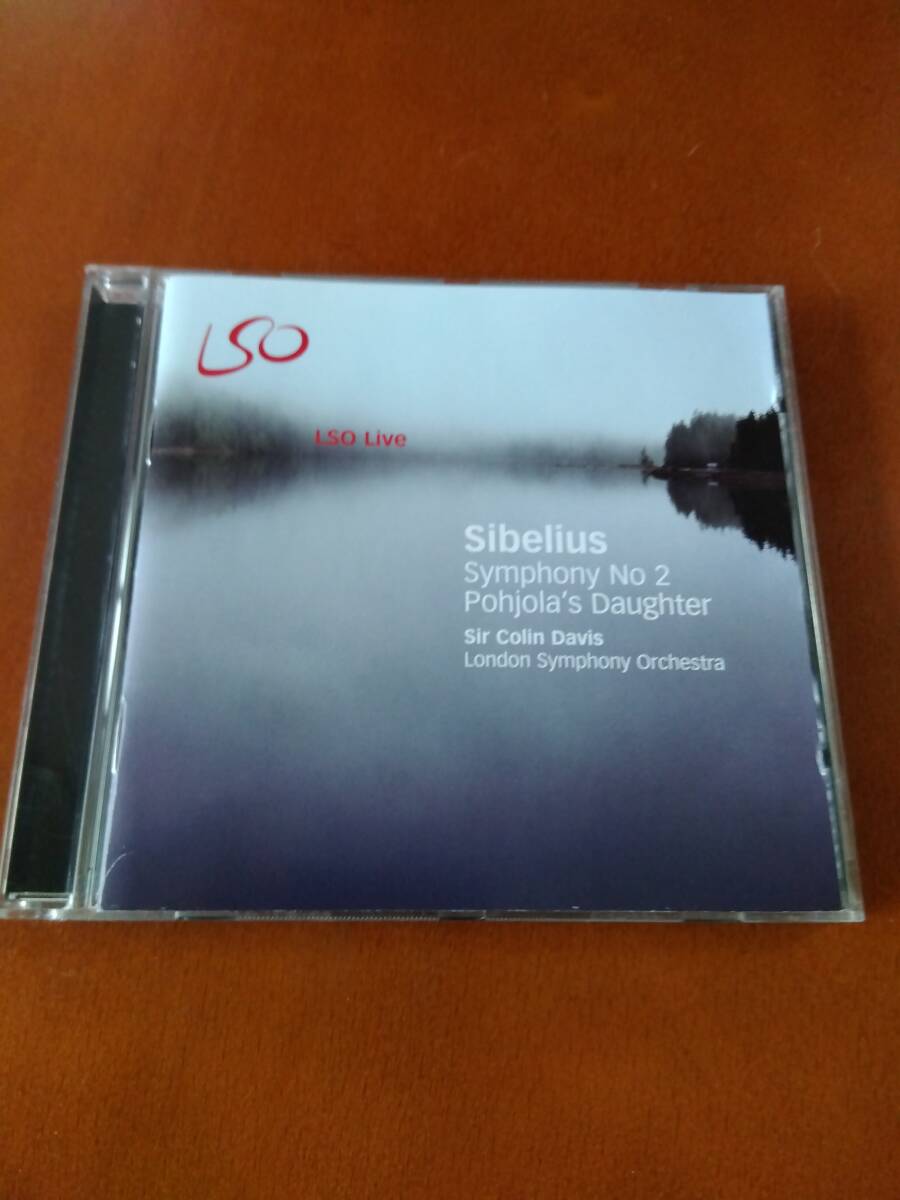 LSO
LSO Live
Sibelius
Symphony No 2
Pohjola's Daughter
Sir Colin Davis
London Symphony Orchestra